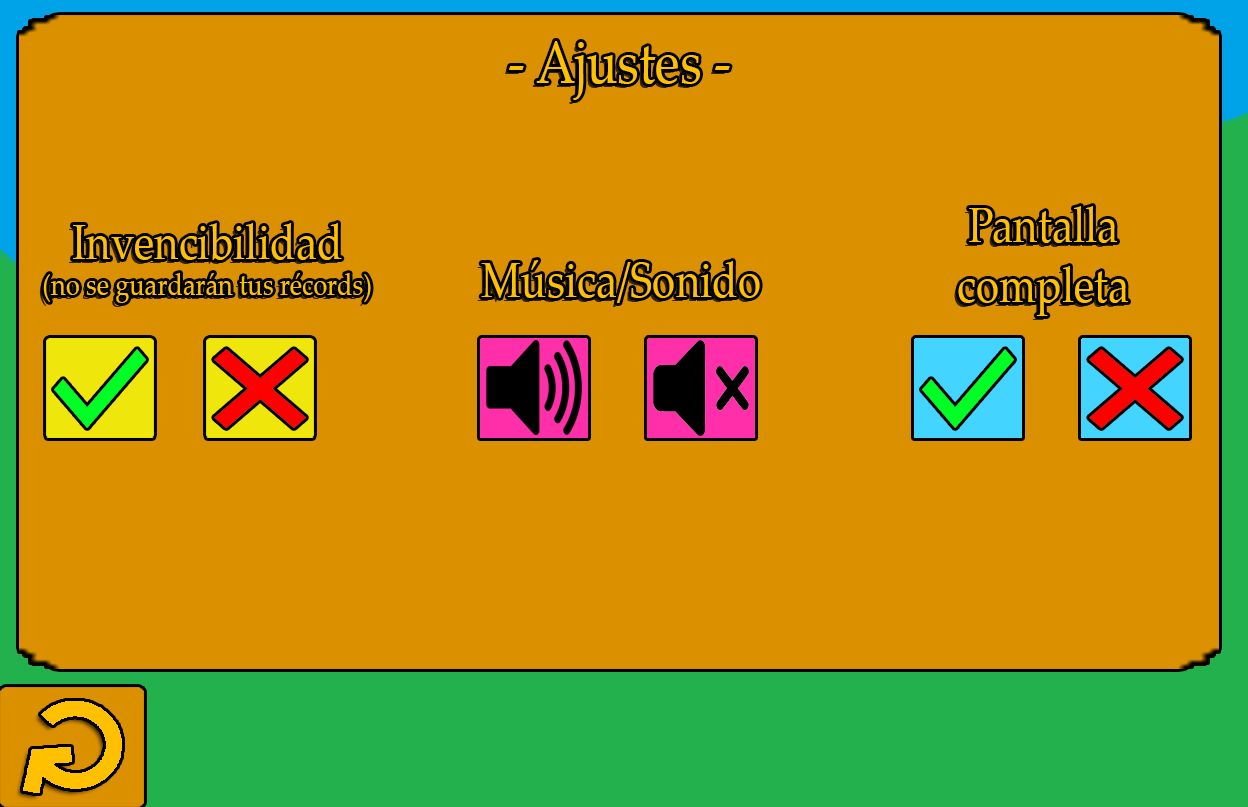 - Ajustes -
Invencibilidad
(no se guardarán tus récords)
Música/Sonido
Pantalla
completa